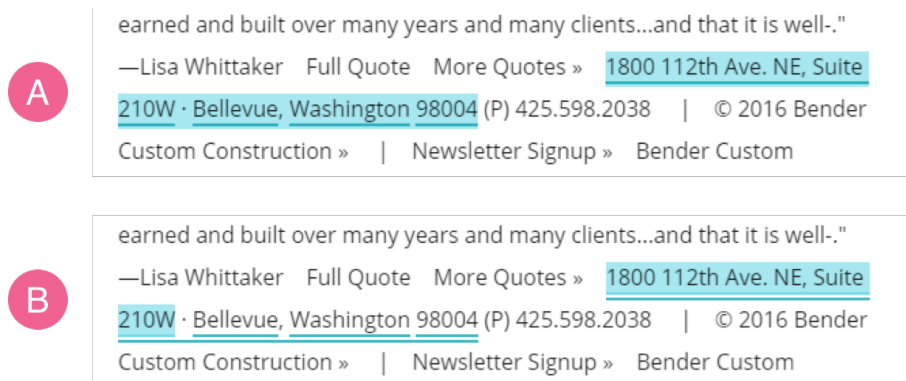 A
earned and built over many years and many clients...and that it is well-."
—Lisa Whittaker Full Quote More Quotes » 1800 112th Ave. NE, Suite
210W · Bellevue, Washington 98004 (P) 425.598.2038 | © 2016 Bender
Custom Construction » | Newsletter Signup » Bender Custom
B
earned and built over many years and many clients...and that it is well-."
—Lisa Whittaker Full Quote More Quotes » 1800 112th Ave. NE, Suite
210W · Bellevue, Washington 98004 (P) 425.598.2038 | © 2016 Bender
Custom Construction » | Newsletter Signup » Bender Custom